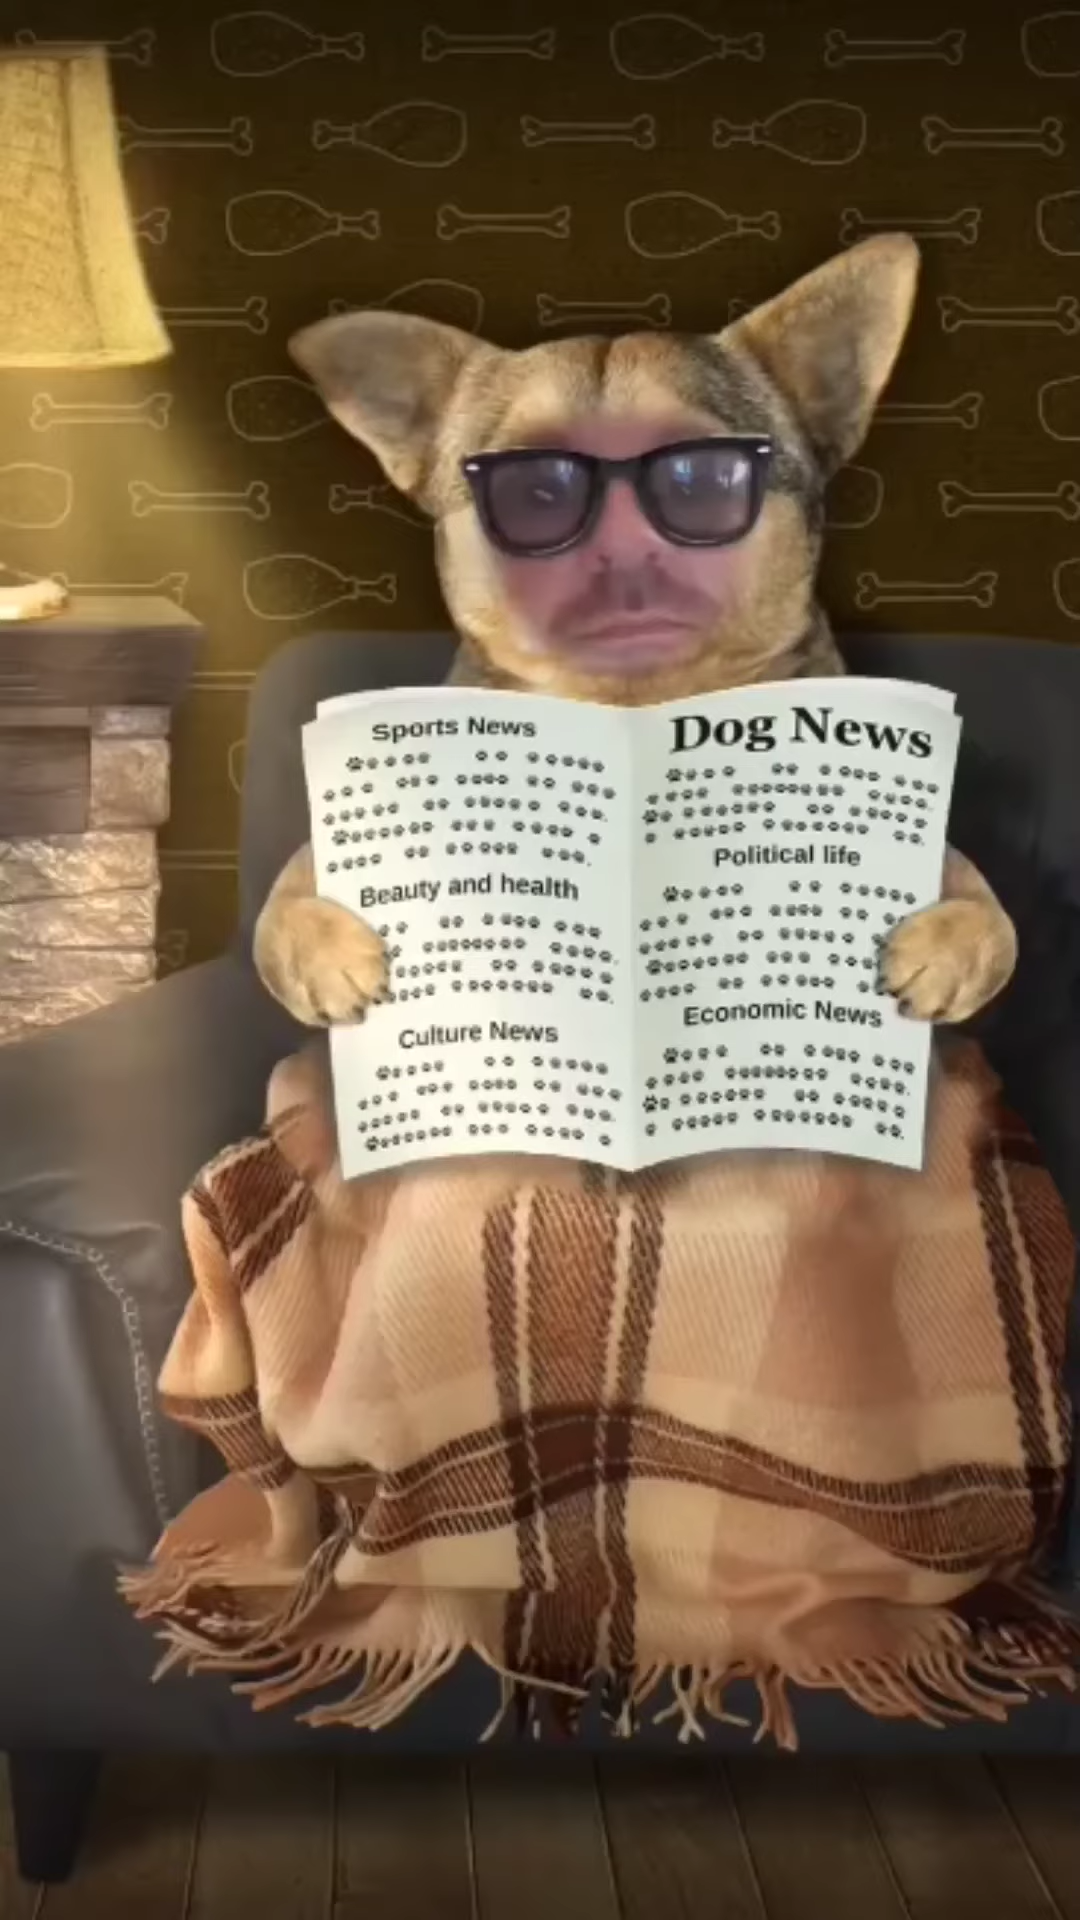 Sports News
Beauty and health
Culture News
Dog News
Political life
Economic News